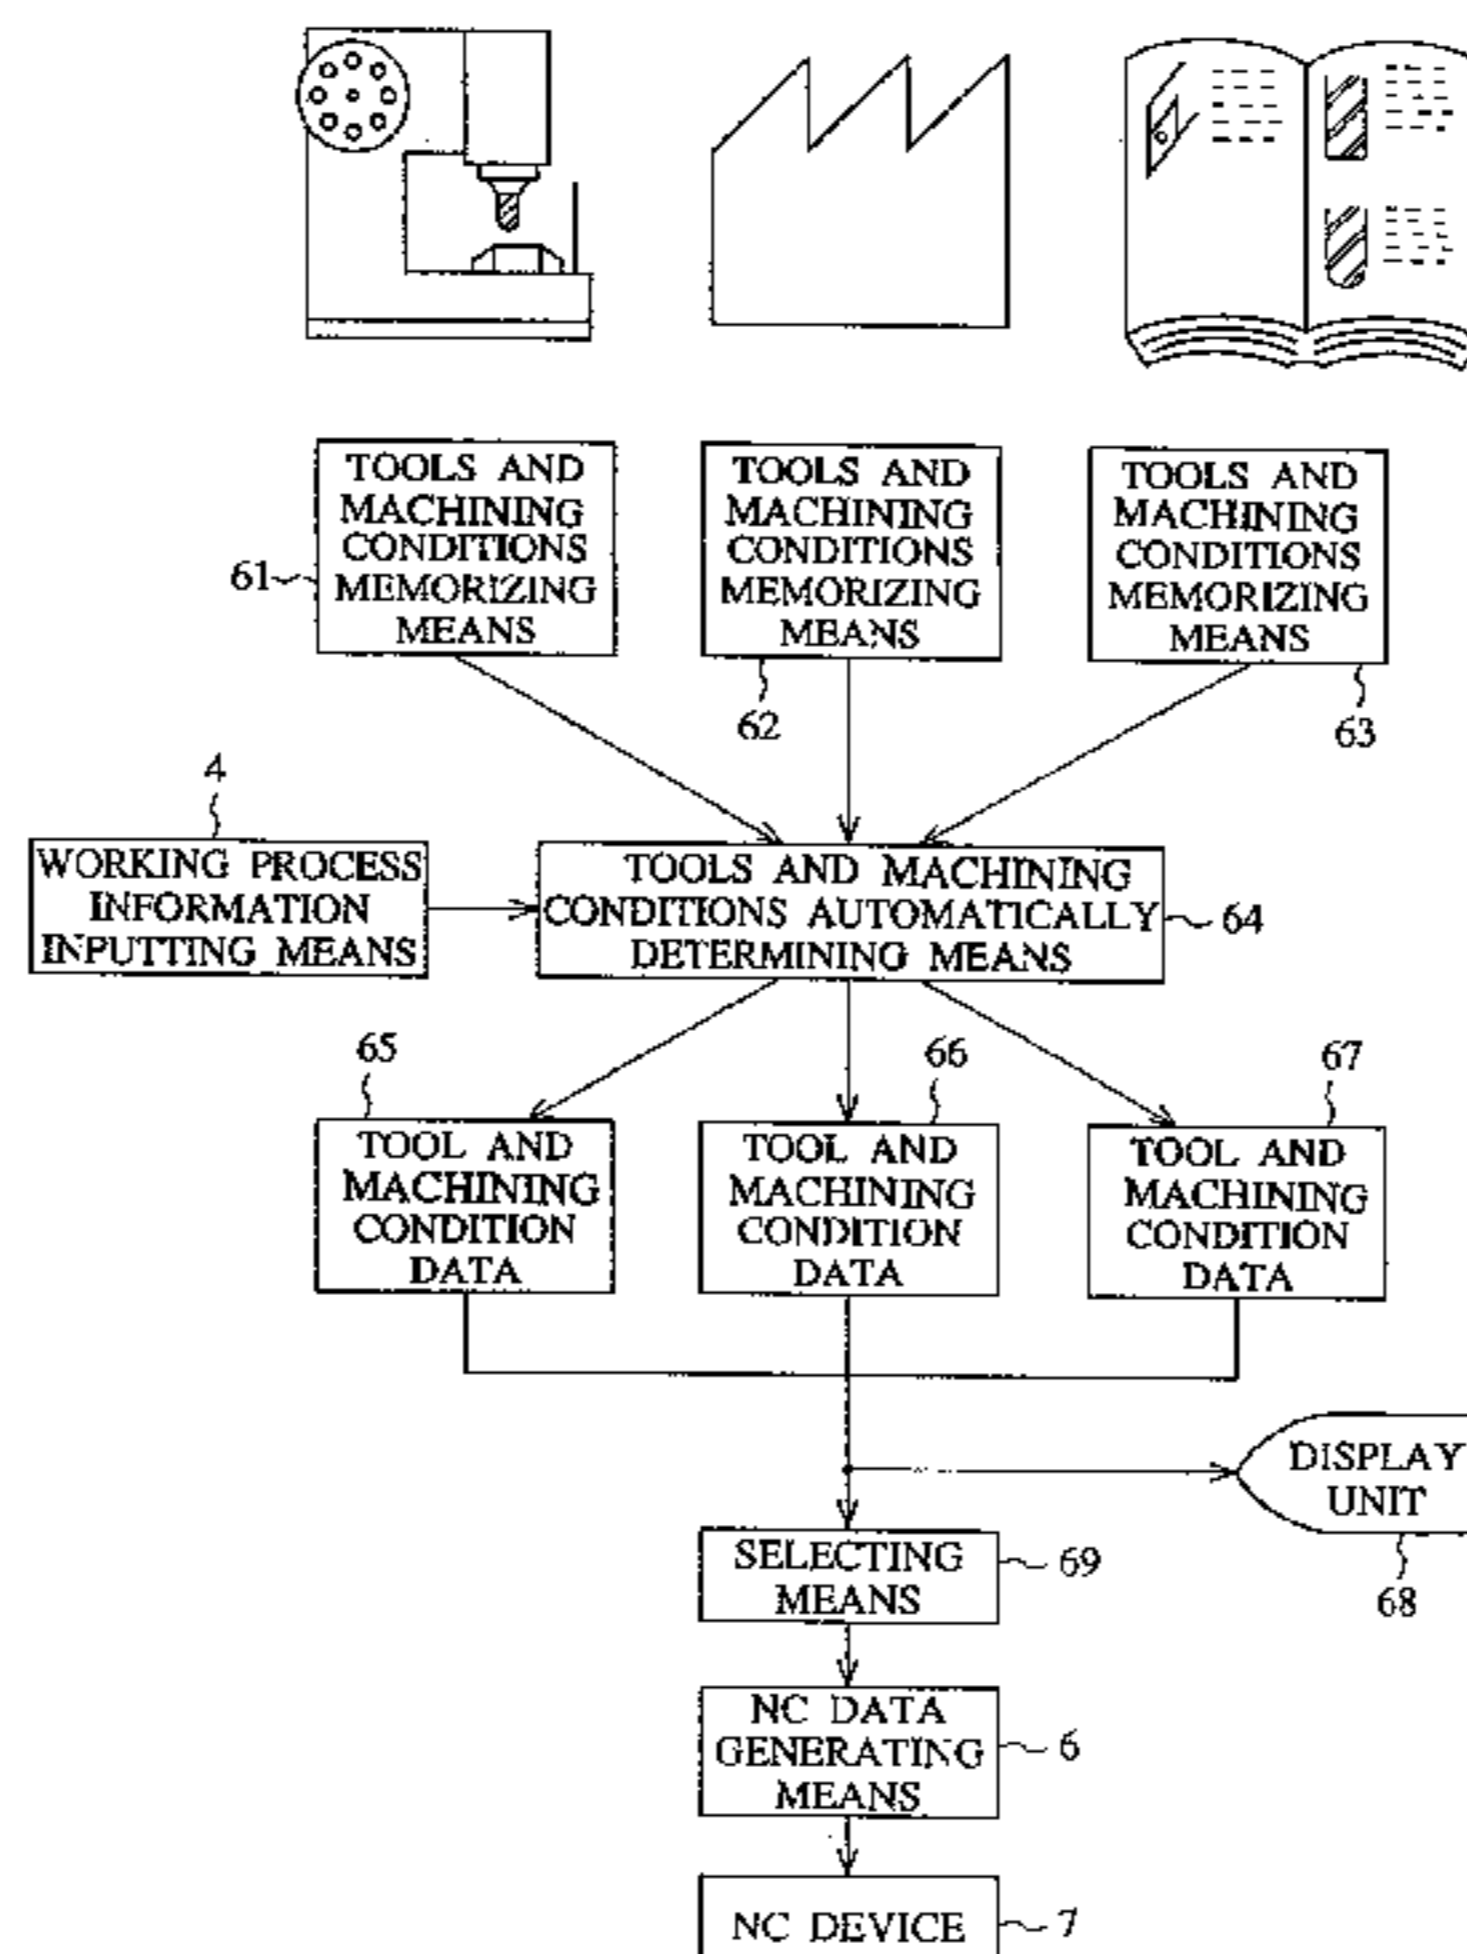 TOOLS AND
MACHINING
CONDITIONS
MEMORIZING
MEANS
61
TOOLS AND
MACHINING
CONDITIONS
MEMORIZING
MEANS
62
TOOLS AND
MACHINING
CONDITIONS
MEMORIZING
MEANS
63
4
WORKING PROCESS
INFORMATION
INPUTTING MEANS
TOOLS AND MACHINING
CONDITIONS AUTOMATICALLY
DETERMINING MEANS
64
65
TOOL AND
MACHINING
CONDITION
DATA
66
TOOL AND
MACHINING
CONDITION
DATA
67
TOOL AND
MACHINING
CONDITION
DATA
DISPLAY
UNIT
68
SELECTING
MEANS
69
NC DATA
GENERATING
MEANS
6
NC DEVICE
7